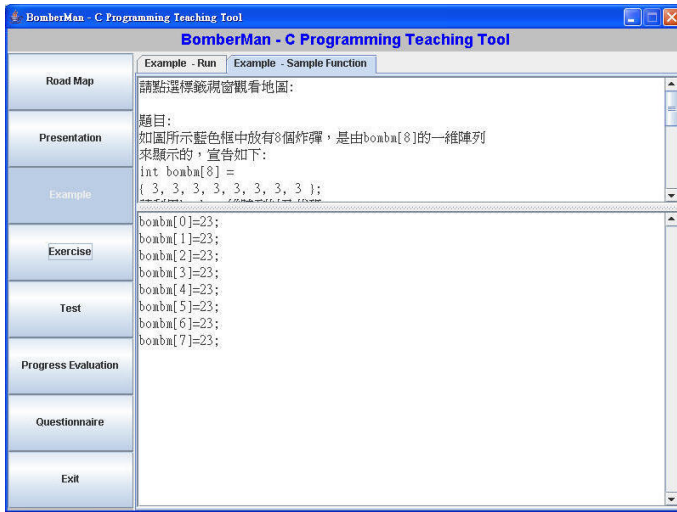 BomberMan - C Programming Teaching Tool
BomberMan - C Programming Teaching Tool
Road Map
Presentation
Example
Exercise
Test
Progress Evaluation
Questionnaire
Exit
Example - Run
Example - Sample Function
請點選標籤視窗觀看地圖:
題目:
如圖所示藍色框中放有8個炸彈，是由bombm[8]的一維陣列
來顯示的，宣告如下:
int bombm[8] =
{ 3, 3, 3, 3, 3, 3, 3, 3 };
bombm[0]=23;
bombm[1]=23;
bombm[2]=23;
bombm[3]=23;
bombm[4]=23;
bombm[5]=23;
bombm[6]=23;
bombm[7]=23;